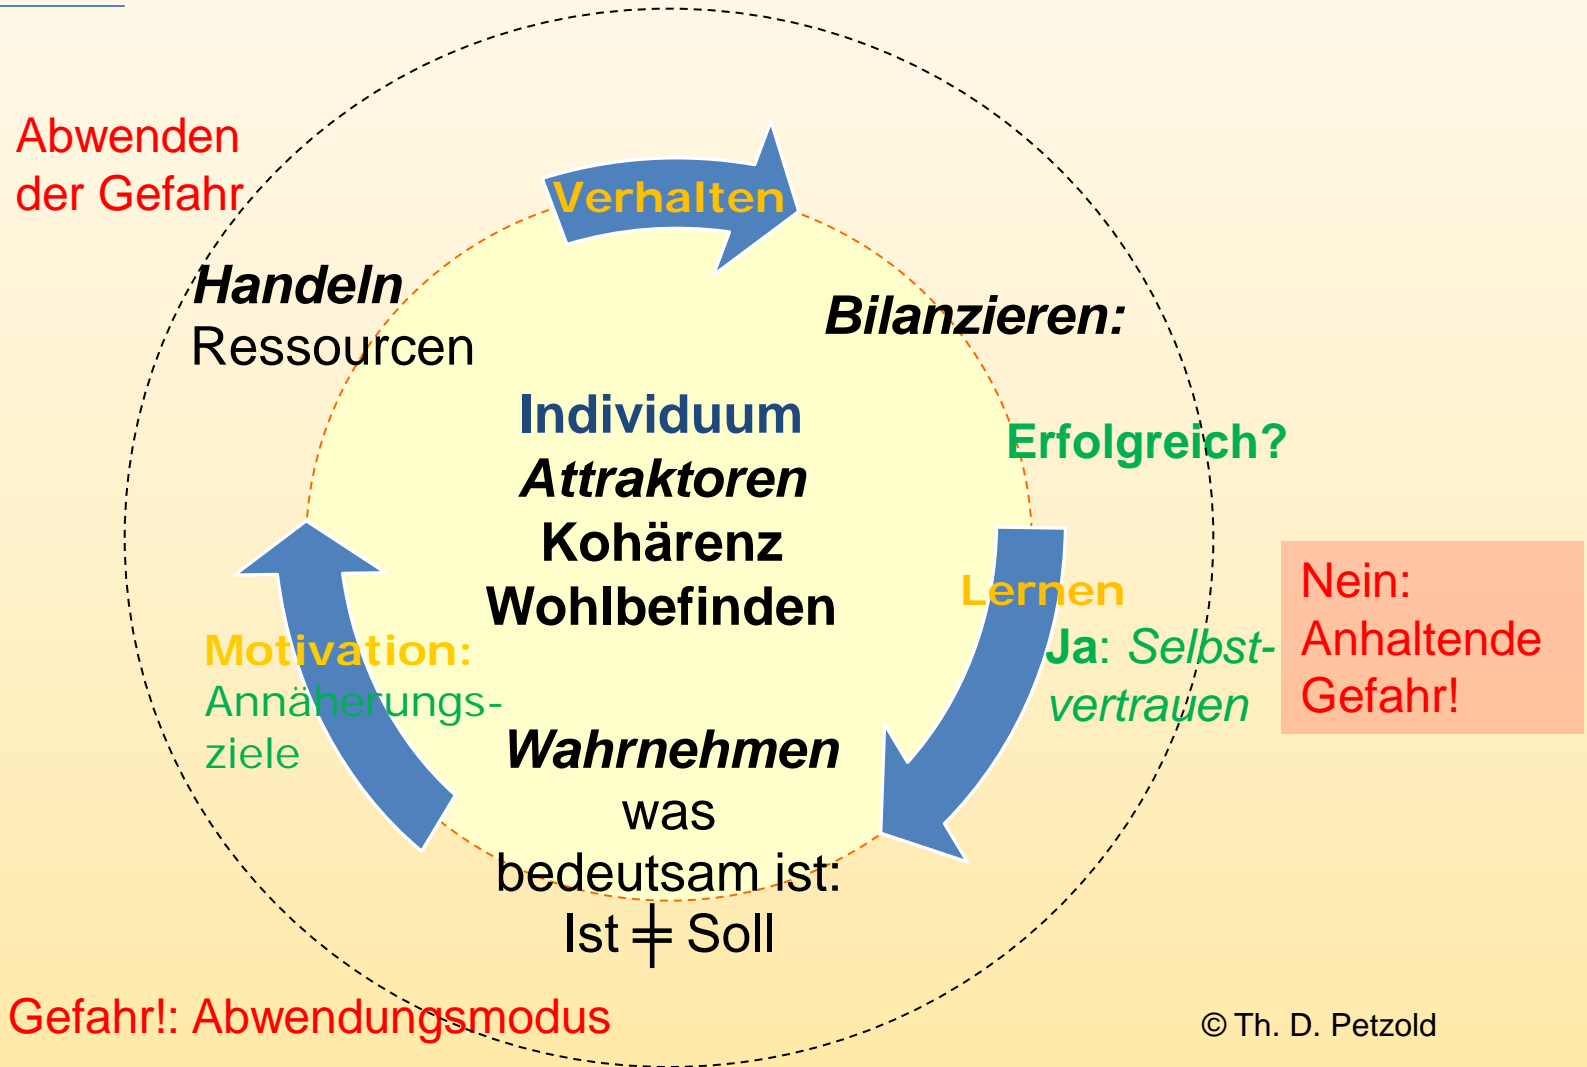 Abwenden
der Gefahr
Verhalten
Handeln
Ressourcen
Bilanzieren:
Individuum
Attraktoren
Kohärenz
Wohlbefinden
Erfolgreich?
Lernen
Ja: Selbst-
vertrauen
Nein:
Anhaltende
Gefahr!
Motivation:
Annäherungs-
ziele
Wahrnehmen
was
bedeutsam ist:
Ist ǂ Soll
Gefahr!: Abwendungsmodus
© Th. D. Petzold